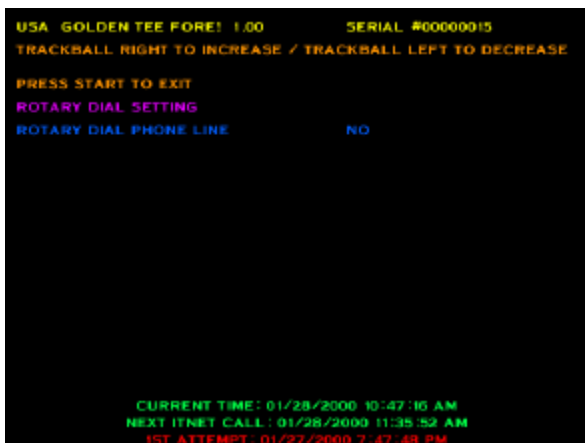 USA GOLDEN TEE FORE! 1.00 SERIAL #00000015
TRACKBALL RIGHT TO INCREASE / TRACKBALL LEFT TO DECREASE
PRESS START TO EXIT
ROTARY DIAL SETTING
ROTARY DIAL PHONE LINE NO
CURRENT TIME: 01/28/2000 10:47:16 AM
NEXT ITNET CALL: 01/28/2000 11:35:52 AM
1ST ATTEMPT: 01/27/2000 7:47:48 PM